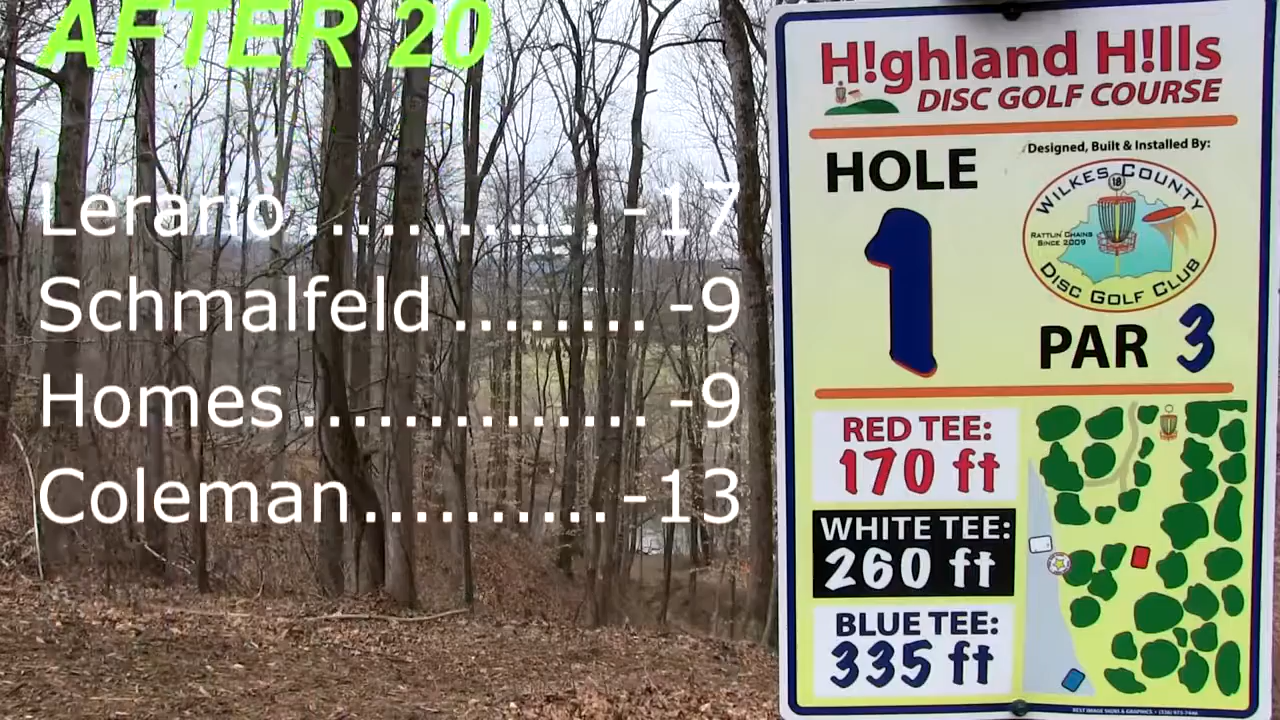 AFTER 20
Lerario ............ -17
Schmalfeld ........ -9
Homes .............. -9
Coleman .......... -13
H!ghland H!lls
DISC GOLF COURSE
HOLE
1
Designed, Built & Installed By:
WILKES COUNTY
18
RATTLIN' CHAINS
SINCE 2009
DISC GOLF CLUB
PAR 3
RED TEE:
170 ft
WHITE TEE:
260 ft
BLUE TEE:
335 ft